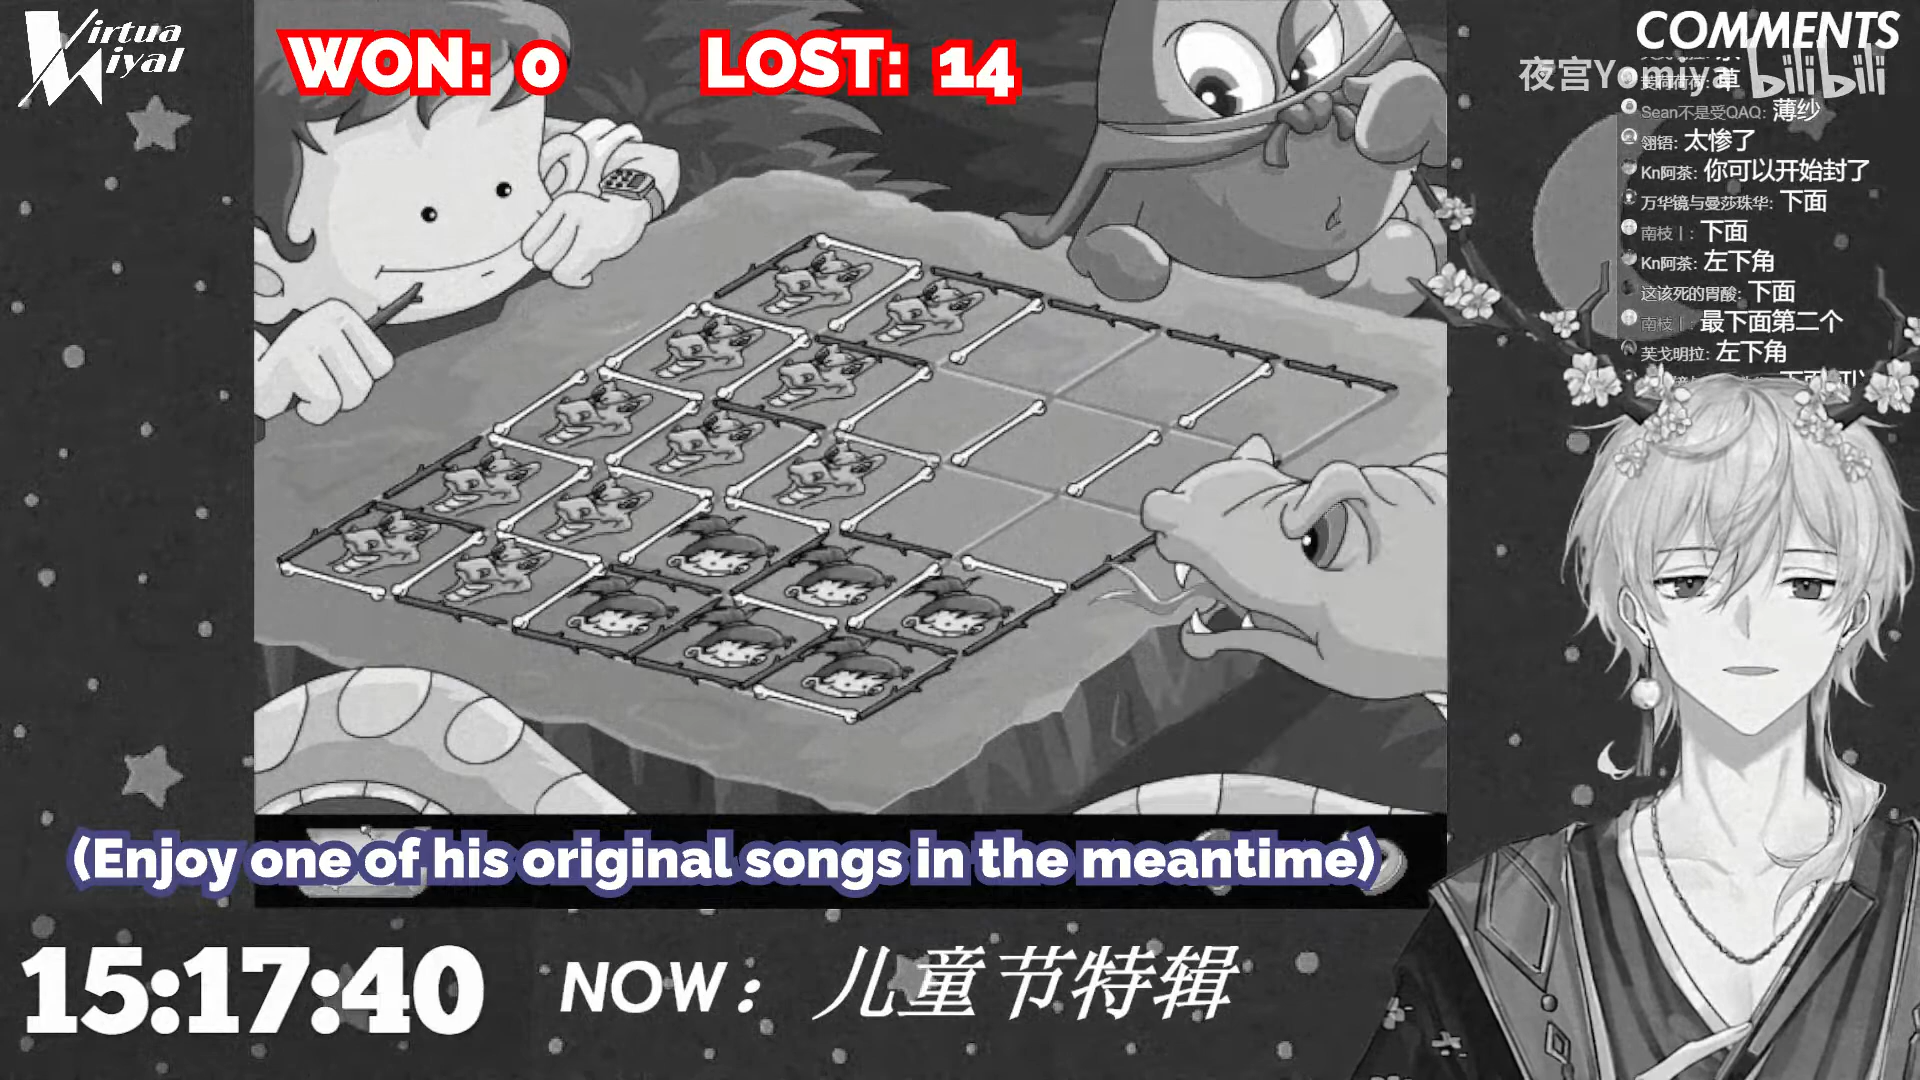 Virtua
Miyal
WON: 0
LOST: 14
COMMENTS
夜宫Yomiya bilibili
Sean不是受QAQ: 薄纱
翎语: 太惨了
Kn阿茶: 你可以开始封了
万华镜与曼莎珠华: 下面
南枝丨: 下面
Kn阿茶: 左下角
这该死的胃酸: 下面
南枝丨: 最下面第二个
芙戈明拉: 左下角
(Enjoy one of his original songs in the meantime)
15:17:40
NOW: 儿童节特辑